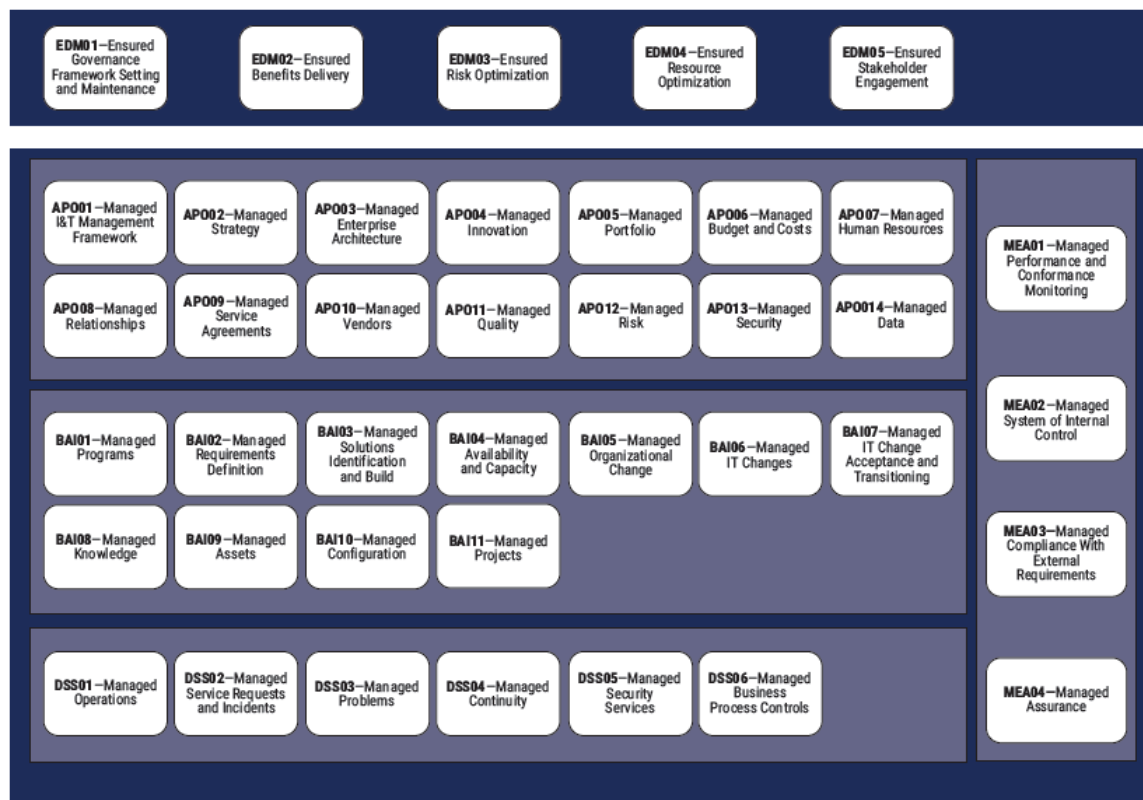 EDM01—Ensured
Governance
Framework Setting
and Maintenance
EDM02—Ensured
Benefits Delivery
EDM03—Ensured
Risk Optimization
EDM04—Ensured
Resource
Optimization
EDM05—Ensured
Stakeholder
Engagement
APO01—Managed
I&T Management
Framework
APO02—Managed
Strategy
APO03—Managed
Enterprise
Architecture
APO04—Managed
Innovation
APO05—Managed
Portfolio
APO06—Managed
Budget and Costs
APO07—Managed
Human Resources
APO08—Managed
Relationships
APO09—Managed
Service
Agreements
APO10—Managed
Vendors
APO11—Managed
Quality
APO12—Managed
Risk
APO13—Managed
Security
APO014—Managed
Data
BAI01—Managed
Programs
BAI02—Managed
Requirements
Definition
BAI03—Managed
Solutions
Identification
and Build
BAI04—Managed
Availability
and Capacity
BAI05—Managed
Organizational
Change
BAI06—Managed
IT Changes
BAI07—Managed
IT Change
Acceptance and
Transitioning
BAI08—Managed
Knowledge
BAI09—Managed
Assets
BAI10—Managed
Configuration
BAI11—Managed
Projects
DSS01—Managed
Operations
DSS02—Managed
Service Requests
and Incidents
DSS03—Managed
Problems
DSS04—Managed
Continuity
DSS05—Managed
Security
Services
DSS06—Managed
Business
Process Controls
MEA01—Managed
Performance and
Conformance
Monitoring
MEA02—Managed
System of Internal
Control
MEA03—Managed
Compliance With
External
Requirements
MEA04—Managed
Assurance